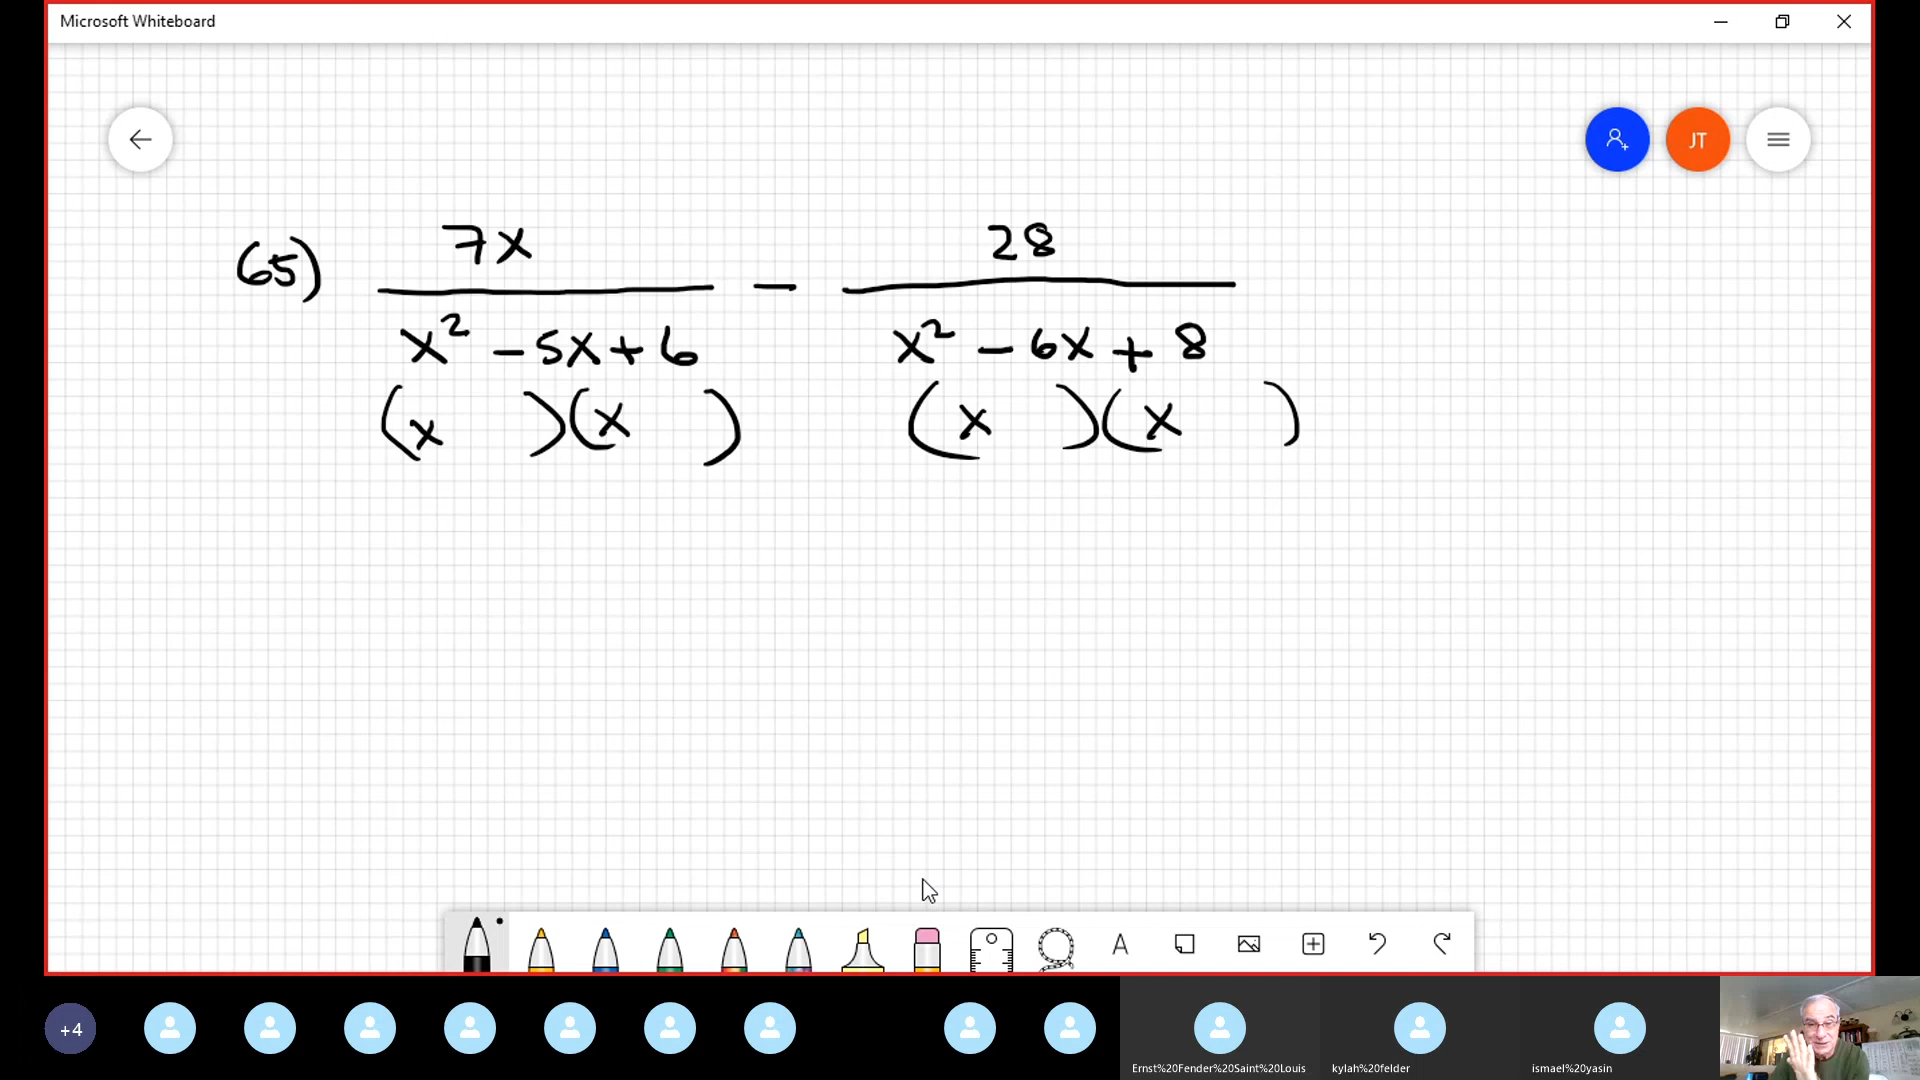 Microsoft Whiteboard
JT
65) 7x / (x² - 5x + 6) - 28 / (x² - 6x + 8)
(x )(x ) (x )(x )
A
+4
Ernst%20Fender%20Saint%20Louis
kylah%20felder
ismael%20yasin